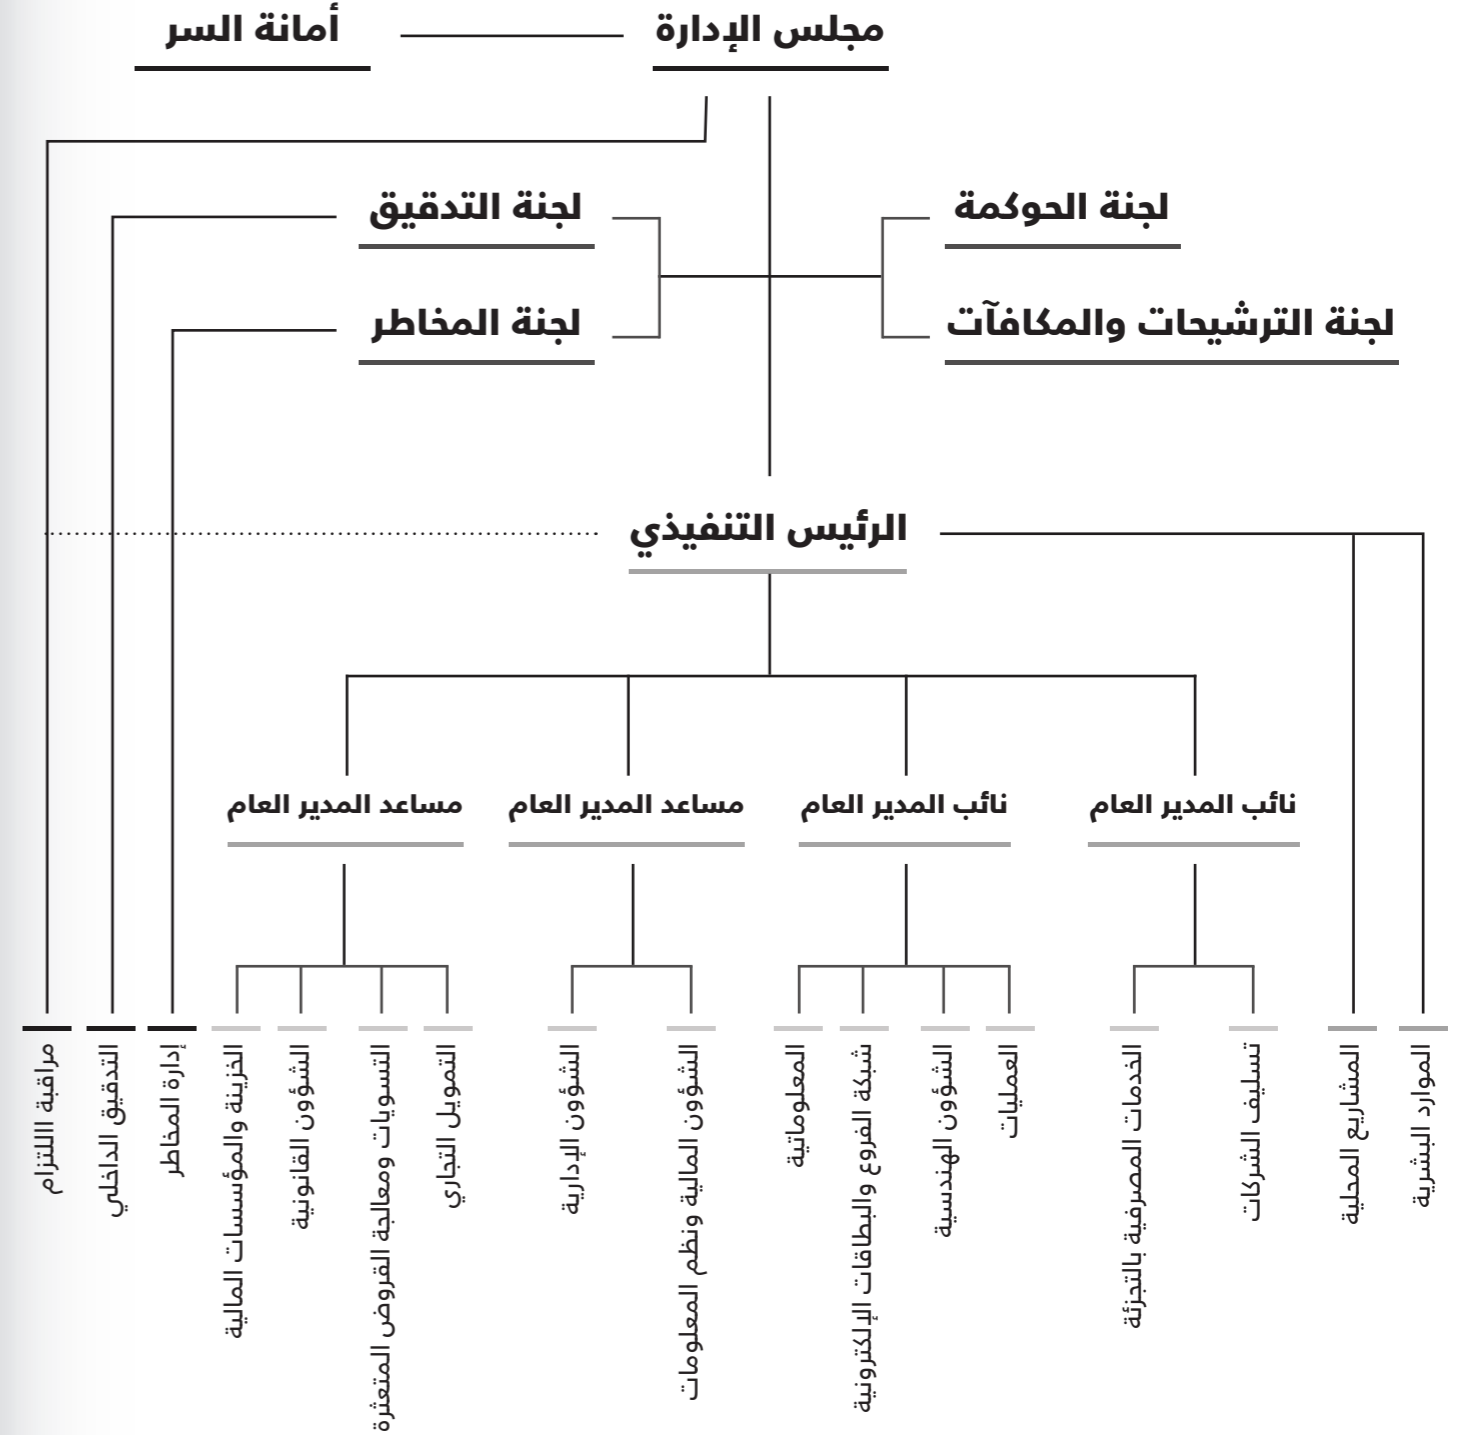 مجلس الإدارة
أمانة السر
لجنة الحوكمة
لجنة التدقيق
لجنة الترشيحات والمكافآت
لجنة المخاطر
الرئيس التنفيذي
نائب المدير العام
نائب المدير العام
مساعد المدير العام
مساعد المدير العام
الموارد البشرية
المشاريع المحلية
تسليف الشركات
الخدمات المصرفية بالتجزئة
العمليات
الشؤون الهندسية
شبكة الفروع والبطاقات الإلكترونية
المعلوماتية
الشؤون المالية ونظم المعلومات
الشؤون الإدارية
التمويل التجاري
التسويات ومعالجة القروض المتعثرة
الشؤون القانونية
الخزينة والمؤسسات المالية
إدارة المخاطر
التدقيق الداخلي
مراقبة اللتزام